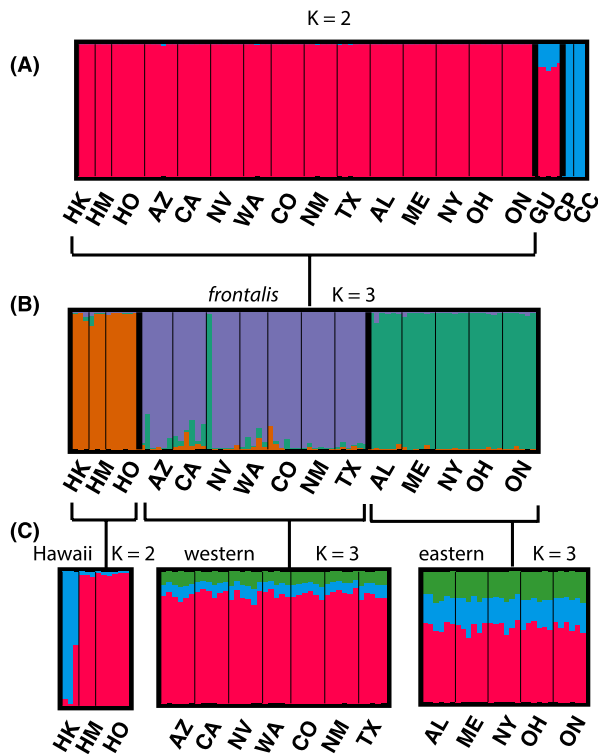 K = 2
(A)
HK HM HO AZ CA NV WA CO NM TX AL ME NY OH ON GU CP CC
frontalis K = 3
(B)
HK HM HO AZ CA NV WA CO NM TX AL ME NY OH ON
(C)
Hawaii K = 2 western K = 3 eastern K = 3
HK HM HO AZ CA NV WA CO NM TX AL ME NY OH ON